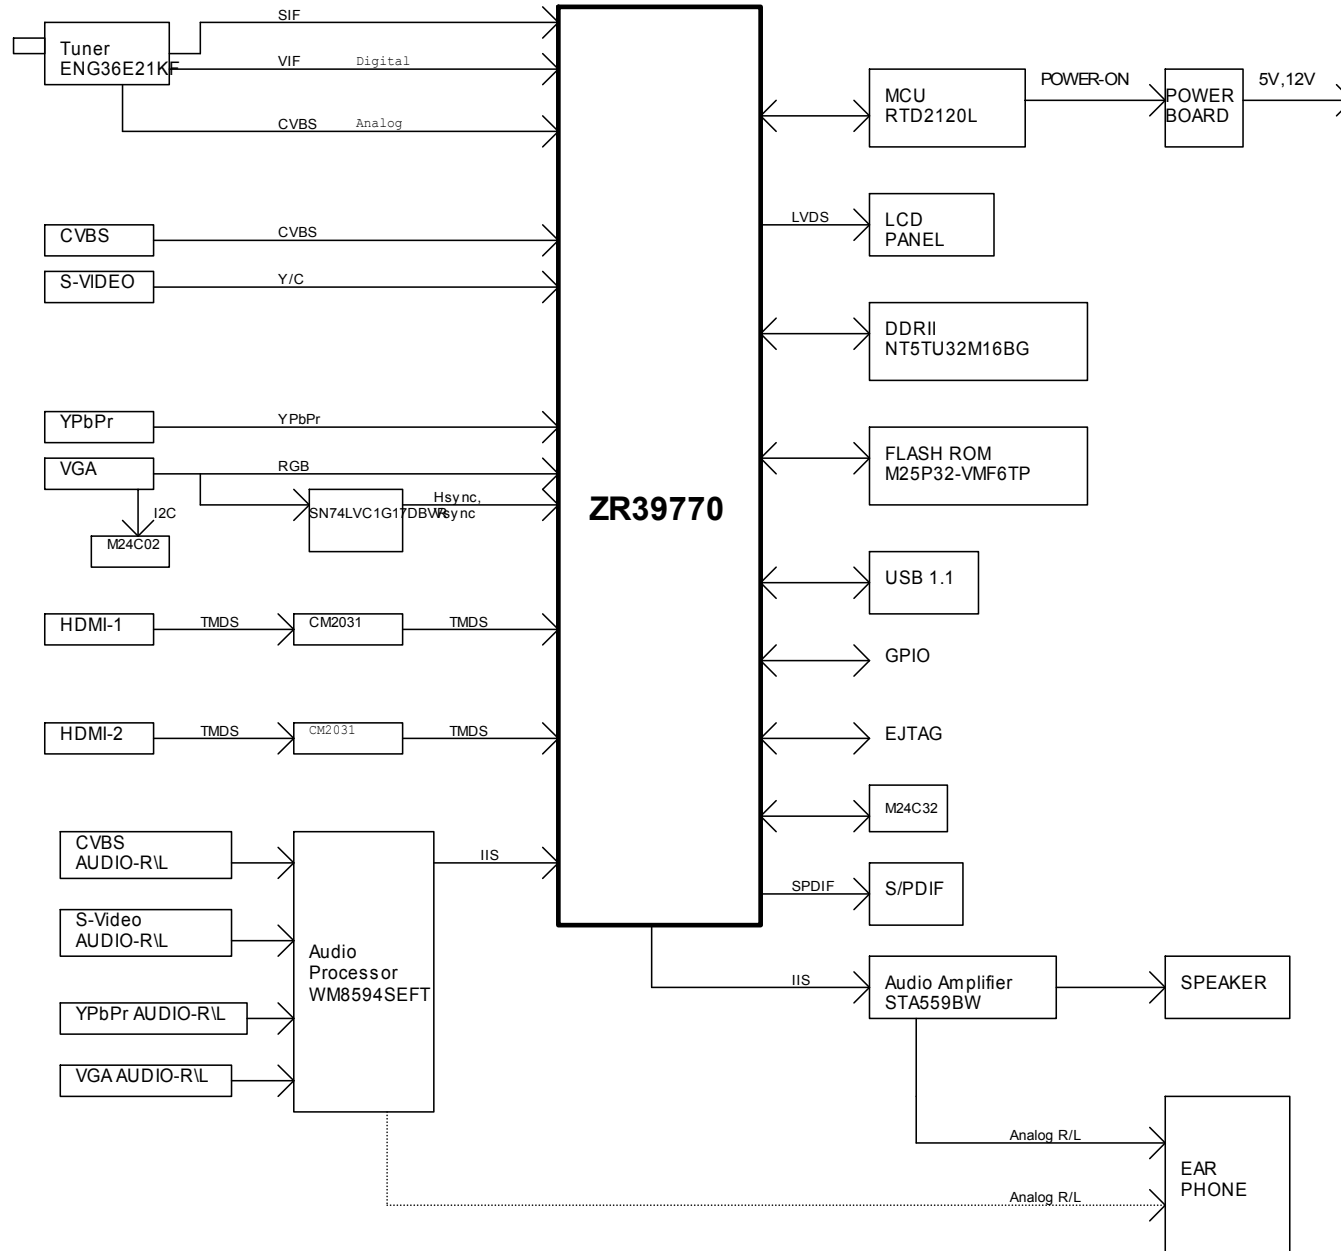 SIF
Tuner
ENG36E21KF
VIF
Digital
CVBS
Analog
CVBS
CVBS
S-VIDEO
Y/C
YPbPr
YPbPr
VGA
RGB
I2C
M24C02
SN74LVC1G17DBVR
Hsync,
Vsync
HDMI-1
TMDS
CM2031
TMDS
HDMI-2
TMDS
CM2031
TMDS
CVBS
AUDIO-R\L
S-Video
AUDIO-R\L
YPbPr AUDIO-R\L
VGA AUDIO-R\L
Audio
Processor
WM8594SEFT
IIS
ZR39770
MCU
RTD2120L
POWER-ON
POWER
BOARD
5V,12V
LVDS
LCD
PANEL
DDRII
NT5TU32M16BG
FLASH ROM
M25P32-VMF6TP
USB 1.1
GPIO
EJTAG
M24C32
SPDIF
S/PDIF
IIS
Audio Amplifier
STA559BW
SPEAKER
Analog R/L
Analog R/L
EAR
PHONE